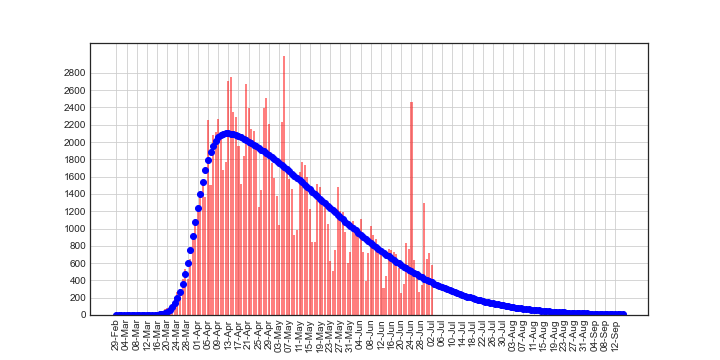 2800
2600
2400
2200
2000
1800
1600
1400
1200
1000
800
600
400
200
0
29-Feb
04-Mar
08-Mar
12-Mar
16-Mar
20-Mar
24-Mar
28-Mar
01-Apr
05-Apr
09-Apr
13-Apr
17-Apr
21-Apr
25-Apr
29-Apr
03-May
07-May
11-May
15-May
19-May
23-May
27-May
31-May
04-Jun
08-Jun
12-Jun
16-Jun
20-Jun
24-Jun
28-Jun
02-Jul
06-Jul
10-Jul
14-Jul
18-Jul
22-Jul
26-Jul
30-Jul
03-Aug
07-Aug
11-Aug
15-Aug
19-Aug
23-Aug
27-Aug
31-Aug
04-Sep
08-Sep
12-Sep